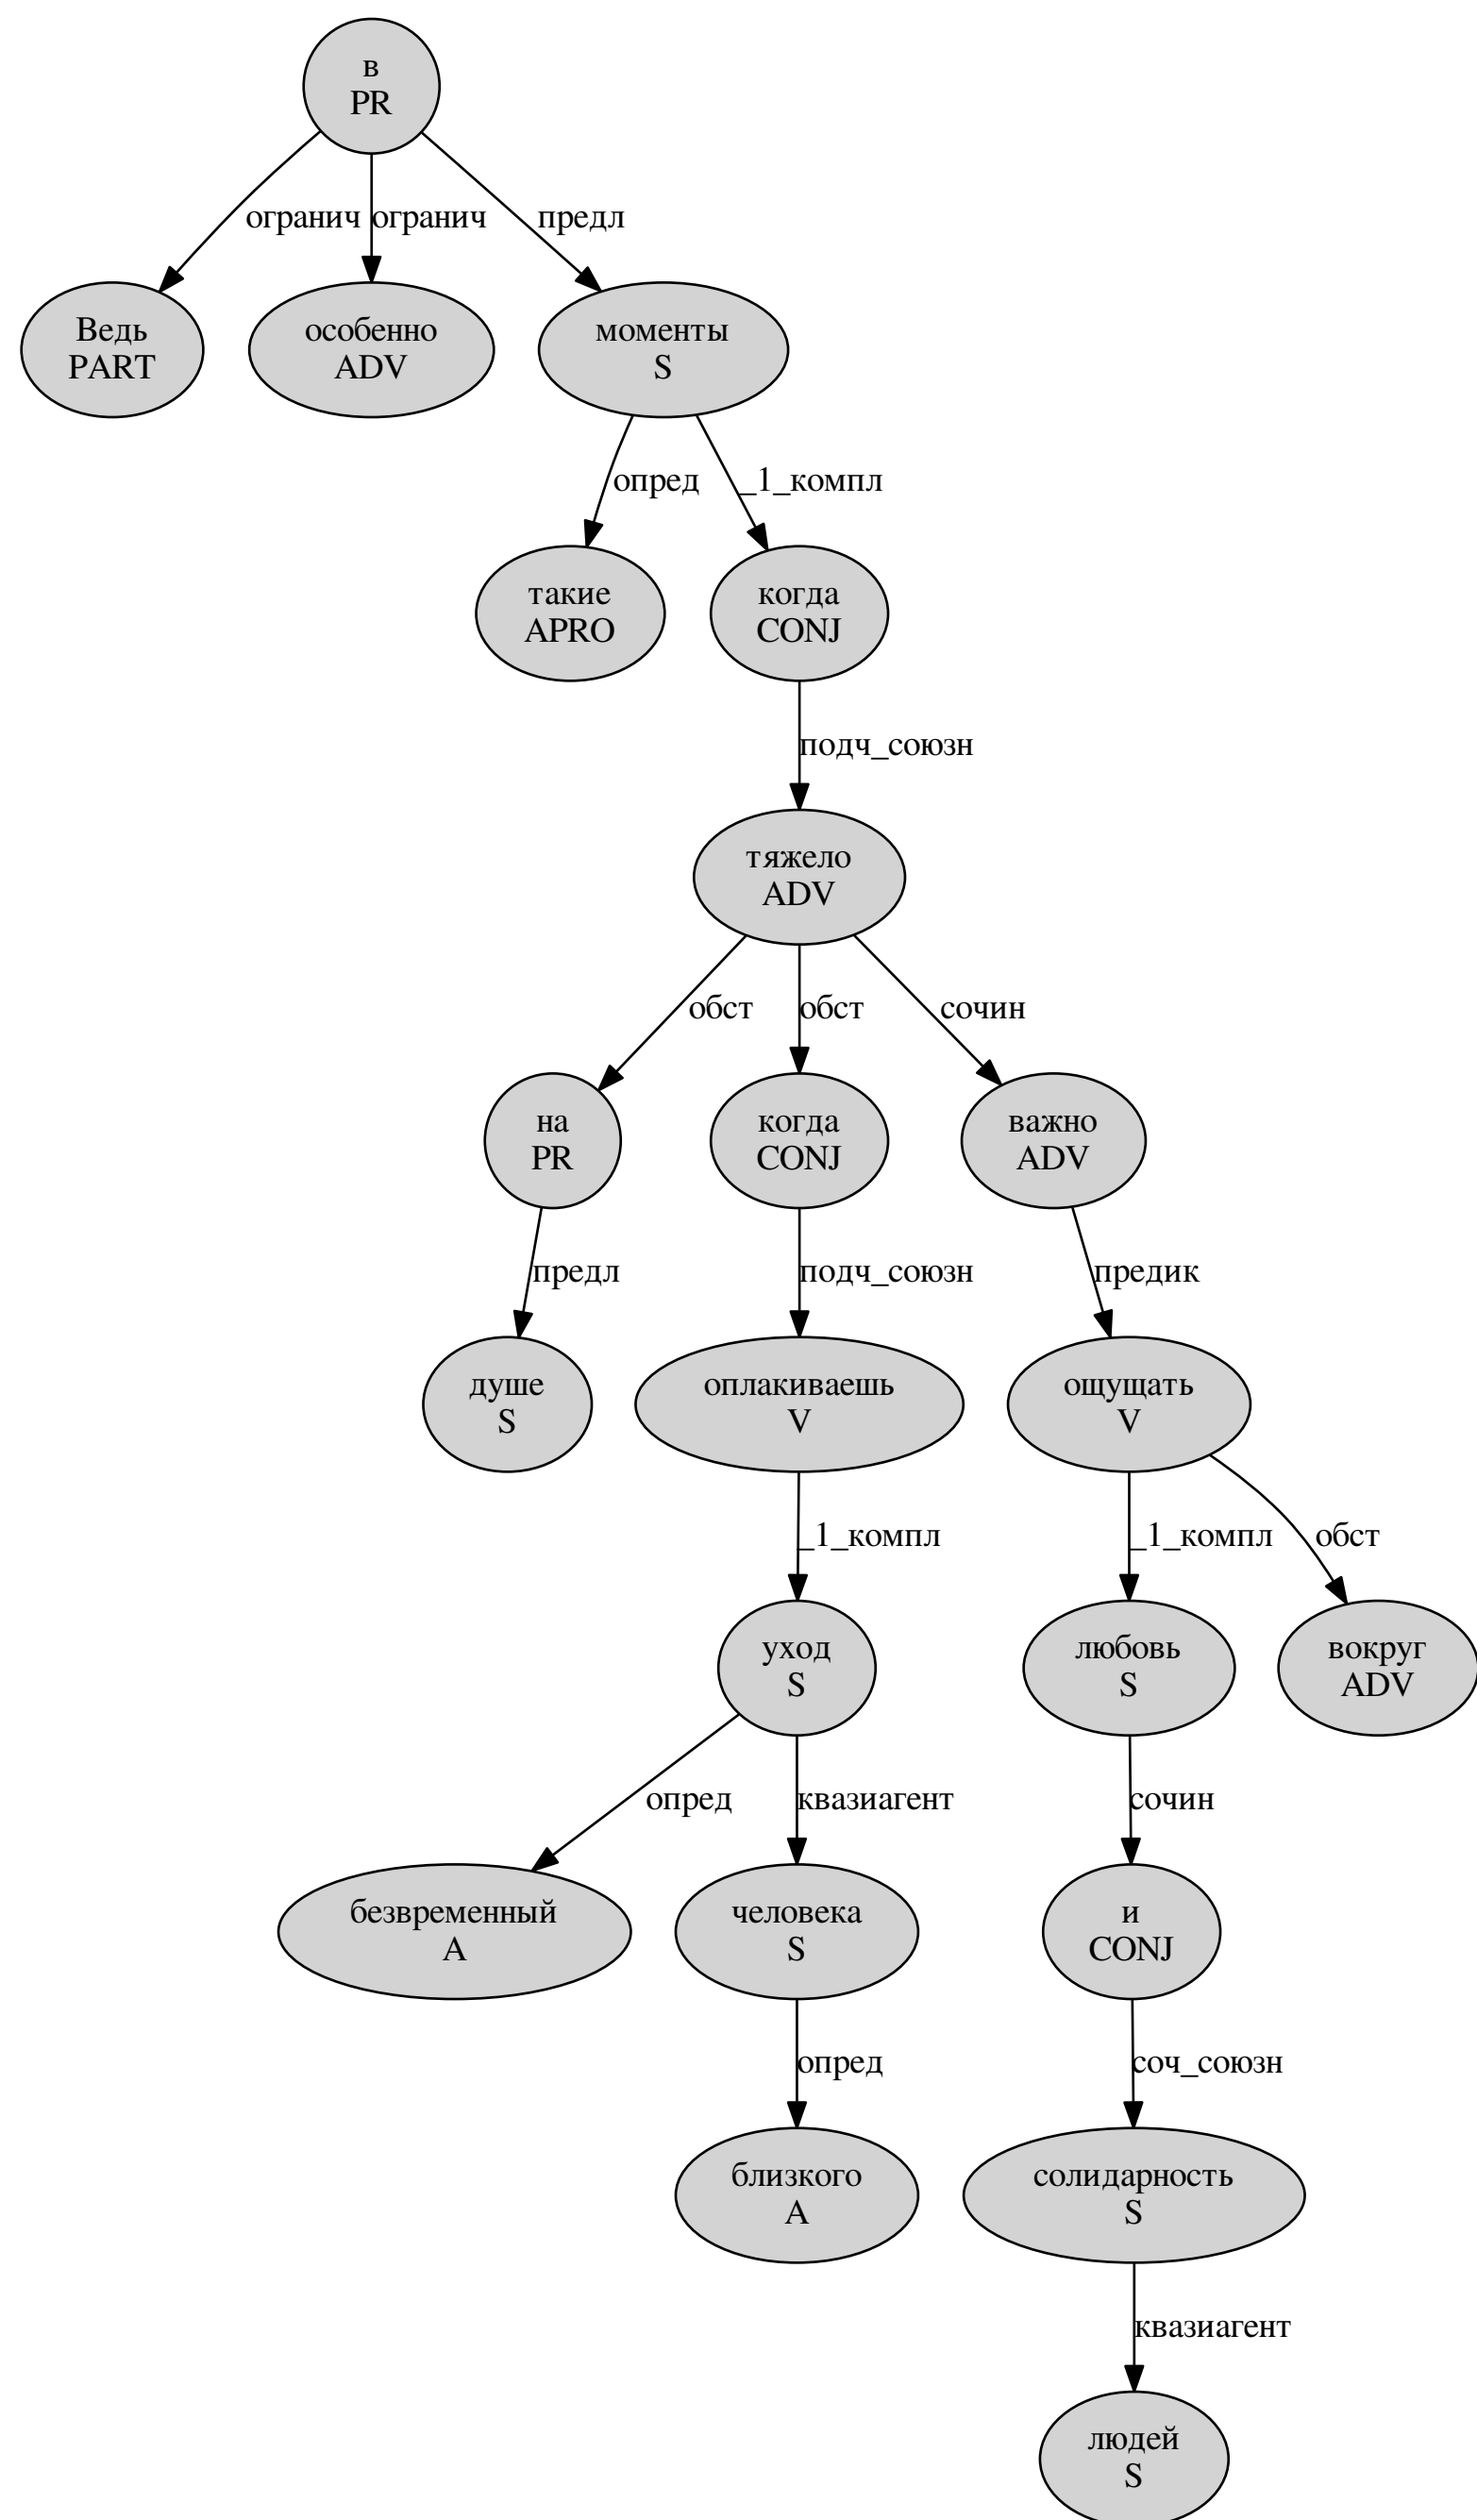 в
PR
огранич
огранич
предл
Ведь
PART
особенно
ADV
моменты
S
опред
_1_компл
такие
APRO
когда
CONJ
подч_союзн
тяжело
ADV
обст
обст
сочин
на
PR
когда
CONJ
важно
ADV
предл
подч_союзн
предик
душе
S
оплакиваешь
V
ощущать
V
_1_компл
_1_компл
обст
уход
S
любовь
S
вокруг
ADV
опред
квазиагент
сочин
безвременный
A
человека
S
и
CONJ
опред
соч_союзн
близкого
A
солидарность
S
квазиагент
людей
S